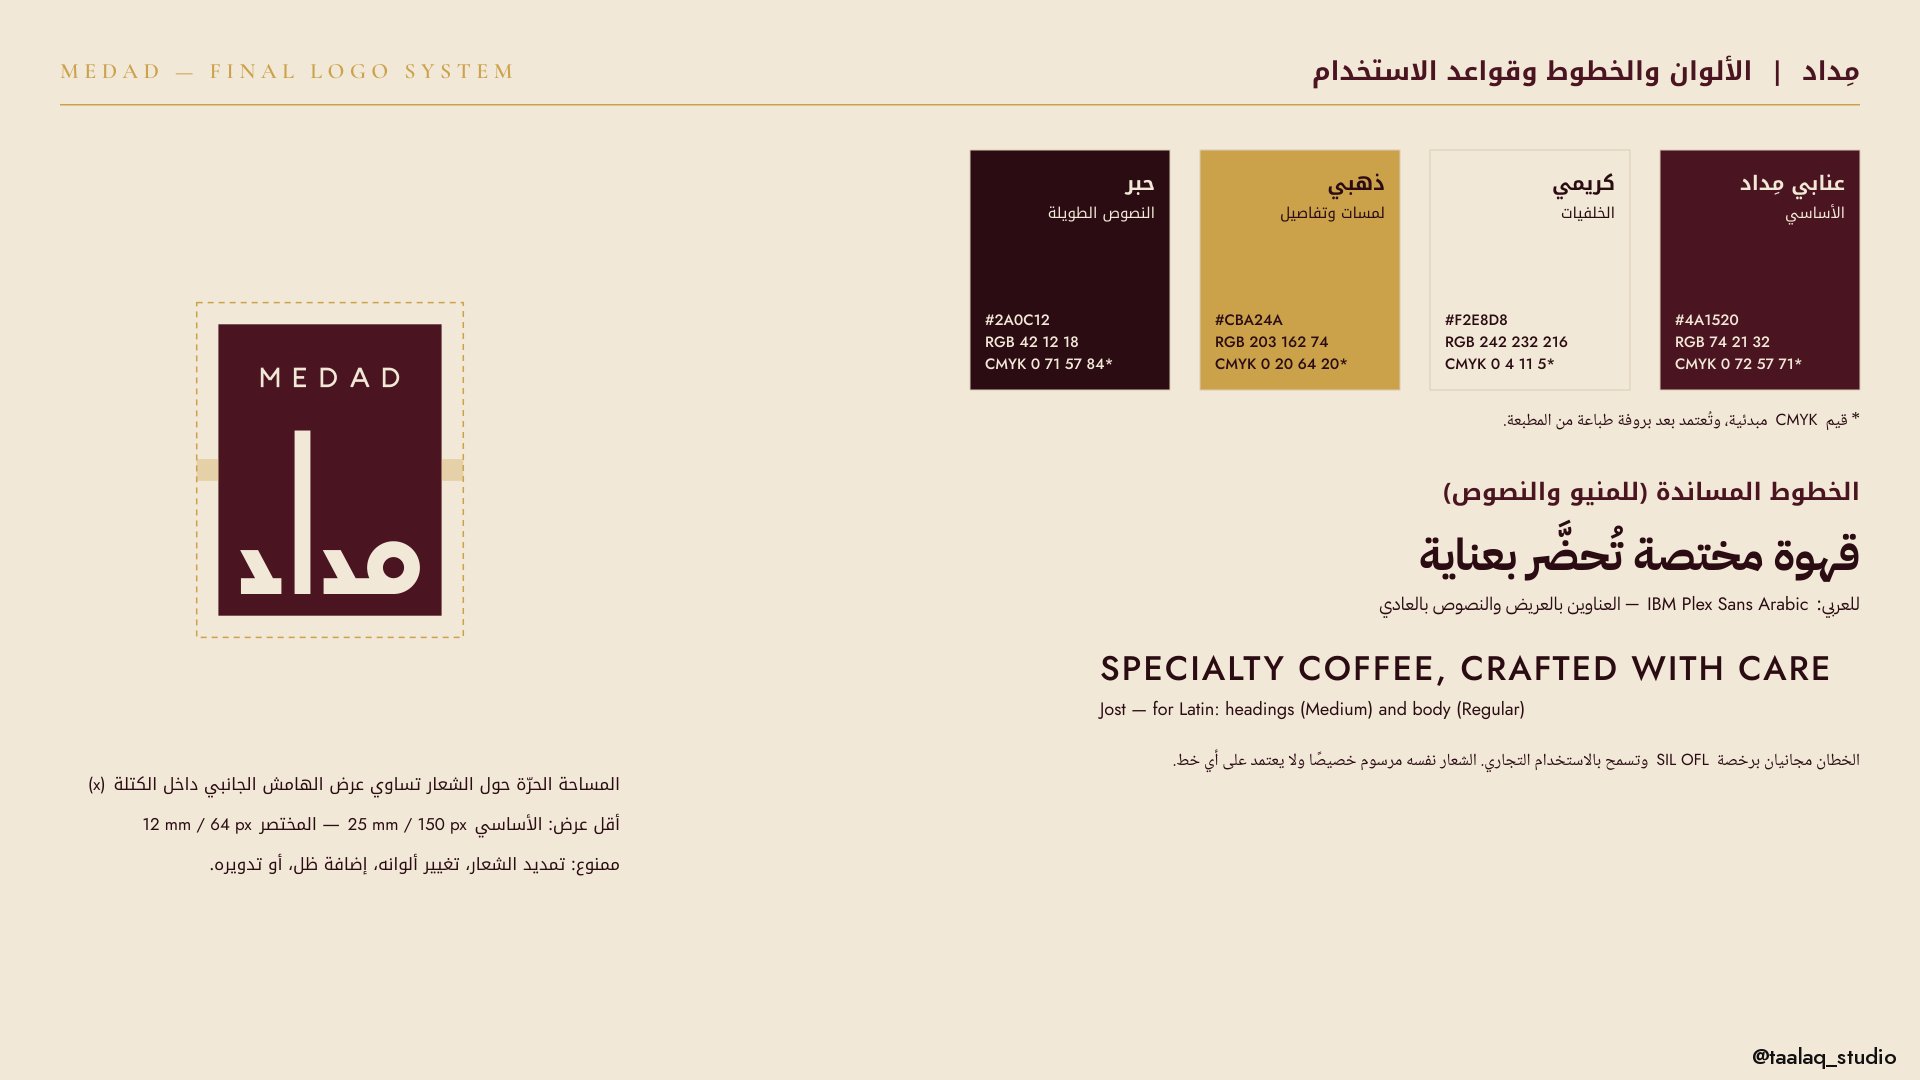 مِداد | الألوان والخطوط وقواعد الاستخدام
MEDAD — FINAL LOGO SYSTEM
عنابي مِداد
الأساسي
#4A1520
RGB 74 21 32
CMYK 0 72 57 71*
كريمي
الخلفيات
#F2E8D8
RGB 242 232 216
CMYK 0 4 11 5*
ذهبي
لمسات وتفاصيل
#CBA24A
RGB 203 162 74
CMYK 0 20 64 20*
حبر
النصوص الطويلة
#2A0C12
RGB 42 12 18
CMYK 0 71 57 84*
* قيم CMYK مبدئية، وتُعتمد بعد بروفة طباعة من المطبعة.
الخطوط المساندة (للمنيو والنصوص)
قهوة مختصة تُحضَّر بعناية
للعربي: IBM Plex Sans Arabic — العناوين بالعريض والنصوص بالعادي
SPECIALTY COFFEE, CRAFTED WITH CARE
Jost — for Latin: headings (Medium) and body (Regular)
الخطان مجانيان برخصة SIL OFL وتسمح بالاستخدام التجاري. الشعار نفسه مرسوم خصيصًا ولا يعتمد على أي خط.
MEDAD
مداد
المساحة الحرّة حول الشعار تساوي عرض الهامش الجانبي داخل الكتلة (x)
أقل عرض: الأساسي 25 mm / 150 px — المختصر 12 mm / 64 px
ممنوع: تمديد الشعار، تغيير ألوانه، إضافة ظل، أو تدويره.
@taalaq_studio